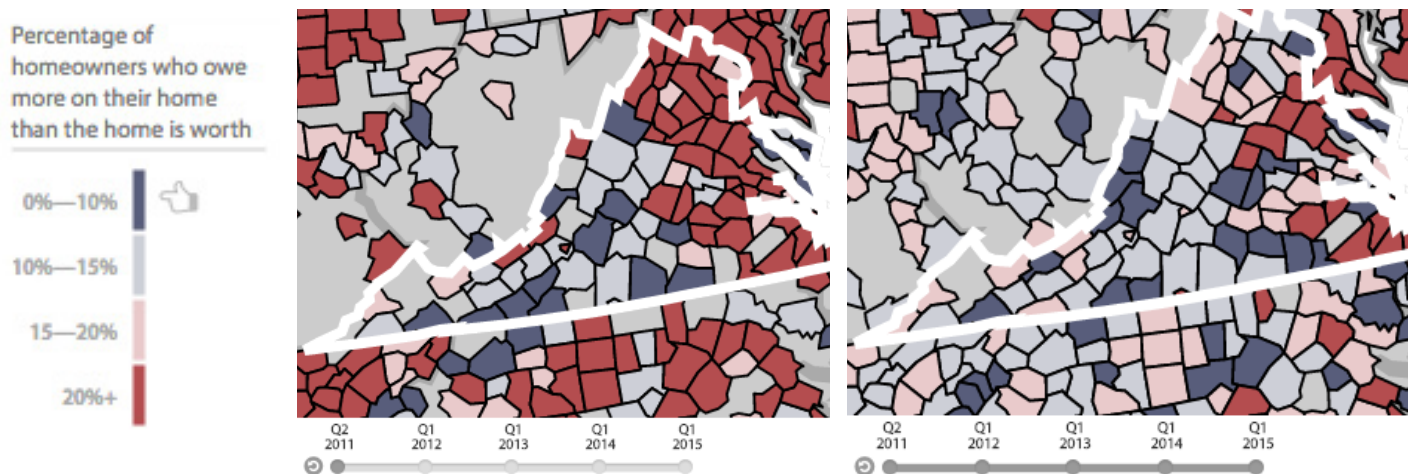 Percentage of
homeowners who owe
more on their home
than the home is worth
0%—10%
10%—15%
15—20%
20%+
Q2 2011
Q1 2012
Q1 2013
Q1 2014
Q1 2015
Q2 2011
Q1 2012
Q1 2013
Q1 2014
Q1 2015